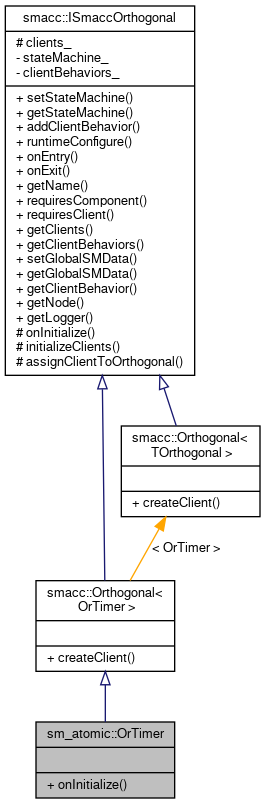 smacc::ISmaccOrthogonal
# clients_
- stateMachine_
- clientBehaviors_
+ setStateMachine()
+ getStateMachine()
+ addClientBehavior()
+ runtimeConfigure()
+ onEntry()
+ onExit()
+ getName()
+ requiresComponent()
+ requiresClient()
+ getClients()
+ getClientBehaviors()
+ setGlobalSMData()
+ getGlobalSMData()
+ getClientBehavior()
+ getNode()
+ getLogger()
# onInitialize()
# initializeClients()
# assignClientToOrthogonal()
smacc::Orthogonal<
TOrthogonal >
+ createClient()
< OrTimer >
smacc::Orthogonal<
OrTimer >
+ createClient()
sm_atomic::OrTimer
+ onInitialize()